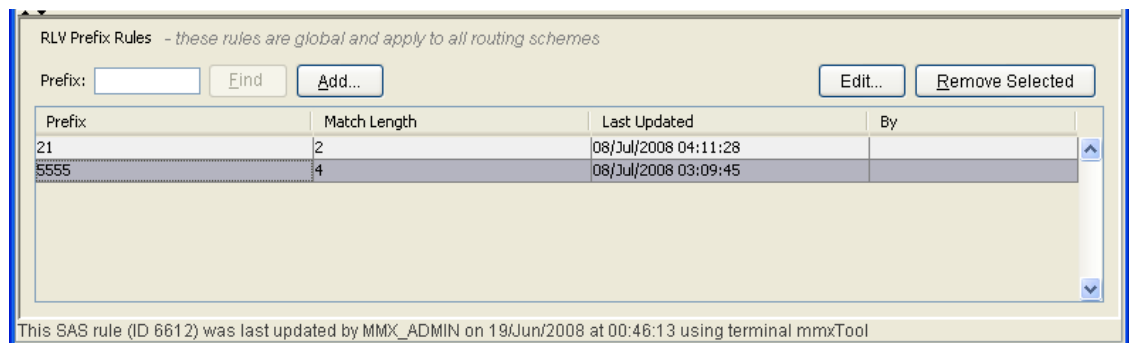 RLV Prefix Rules - these rules are global and apply to all routing schemes
Prefix: Find Add... Edit... Remove Selected
Prefix Match Length Last Updated By
21 2 08/Jul/2008 04:11:28
5555 4 08/Jul/2008 03:09:45
This SAS rule (ID 6612) was last updated by MMX_ADMIN on 19/Jun/2008 at 00:46:13 using terminal mmxTool